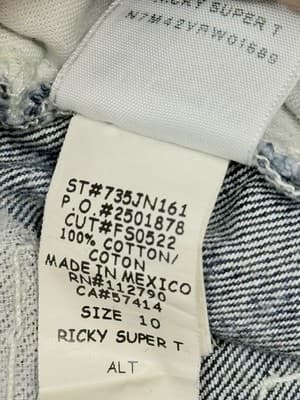 RICKY SUPER T
N7M42YRW01689
ST#735JN161
P.O.#2501878
CUT#FS0522
100% COTTON/
COTON
MADE IN MEXICO
RN#112790
CA#57414
SIZE 10
RICKY SUPER T
ALT